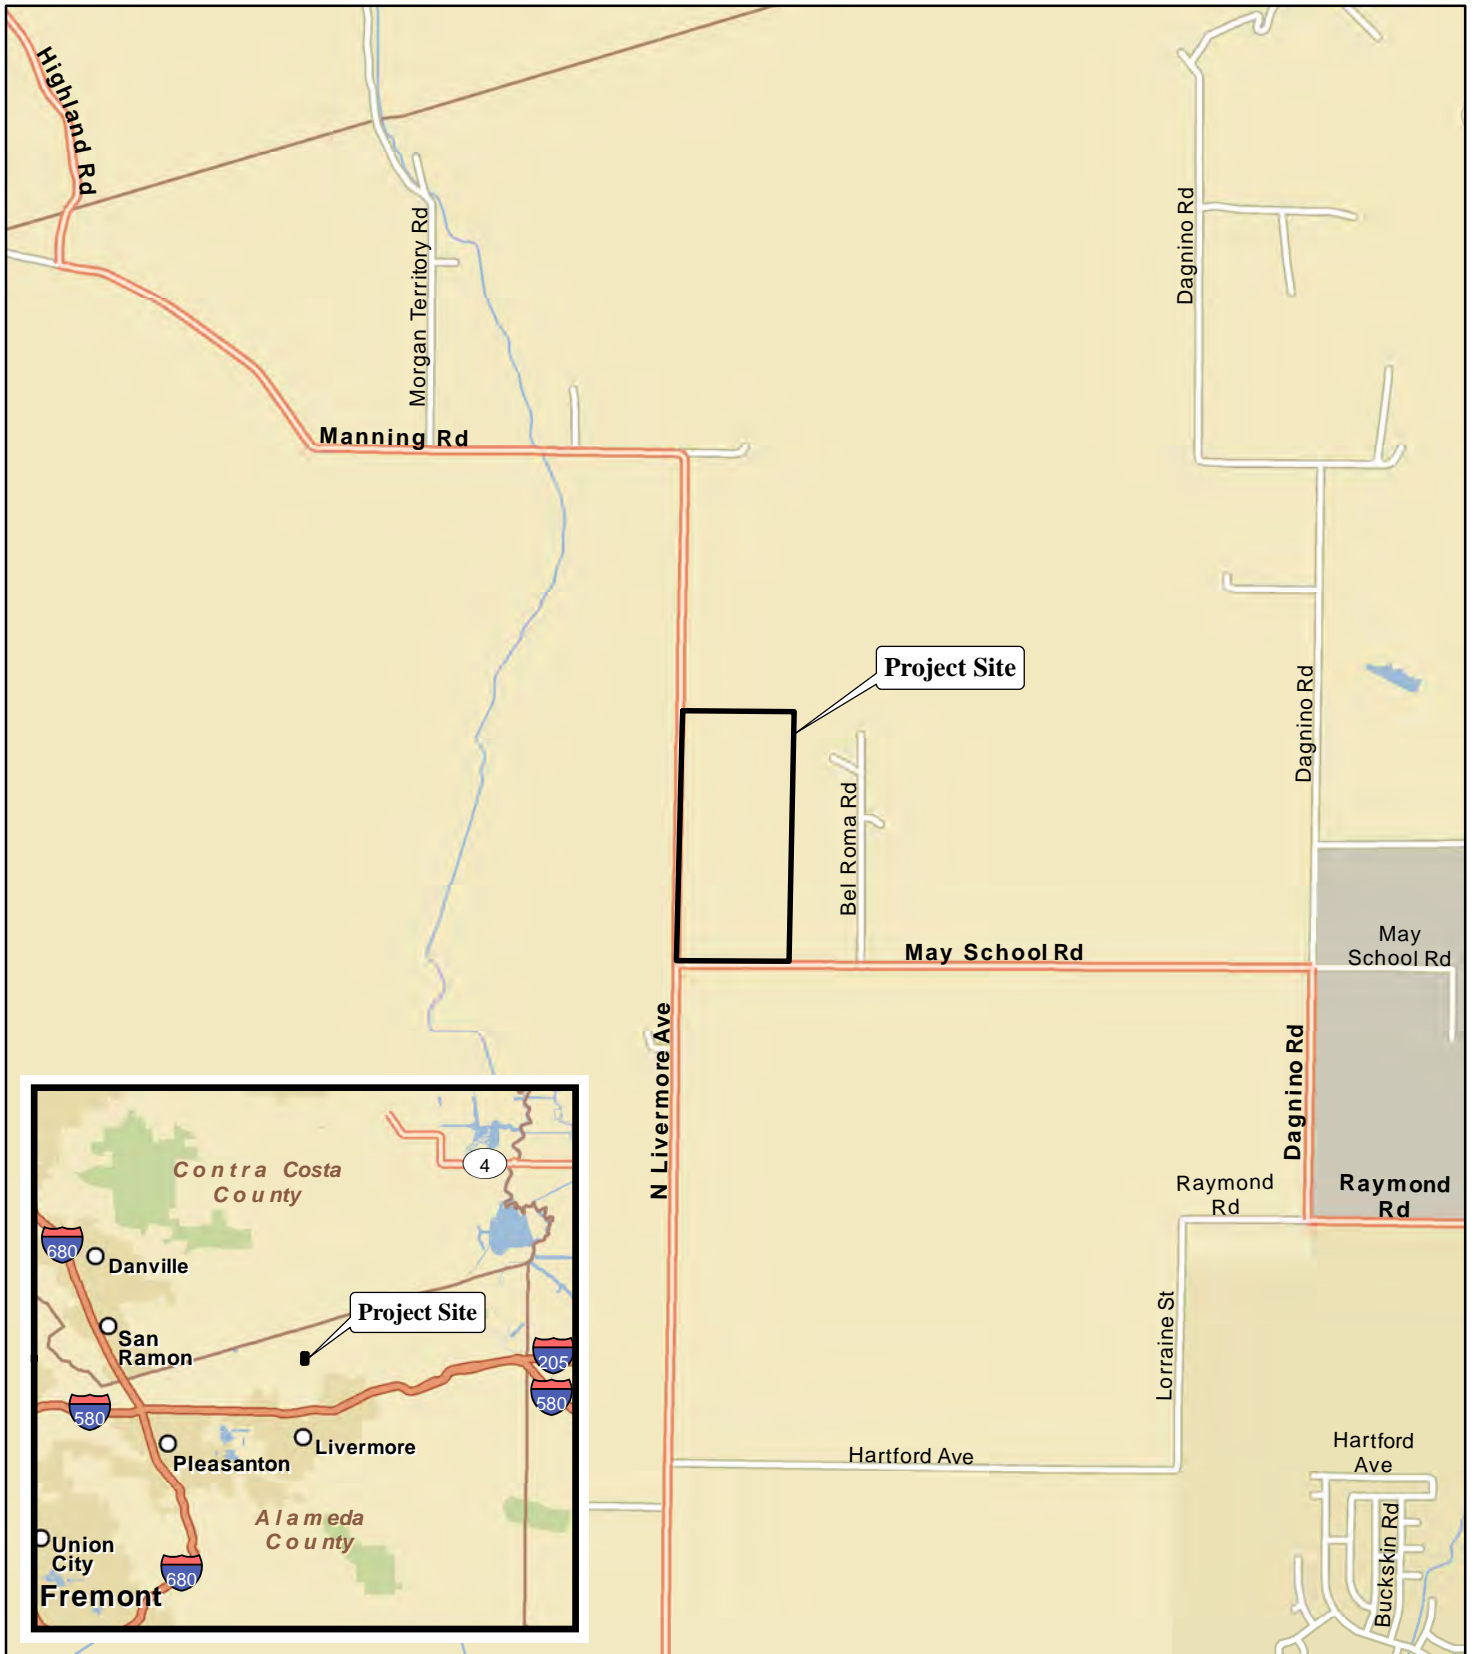 Highland Rd
Morgan Territory Rd
Dagnino Rd
Manning Rd
Project Site
Dagnino Rd
Bel Roma Rd
May School Rd
May
School Rd
N Livermore Ave
Dagnino Rd
Raymond
Rd
Raymond
Rd
Lorraine St
Hartford Ave
Hartford
Ave
Buckskin Rd
Contra Costa
County
4
680
Danville
San
Ramon
Project Site
205
580
580
Livermore
Pleasanton
Alameda
County
Union
City
680
Fremont